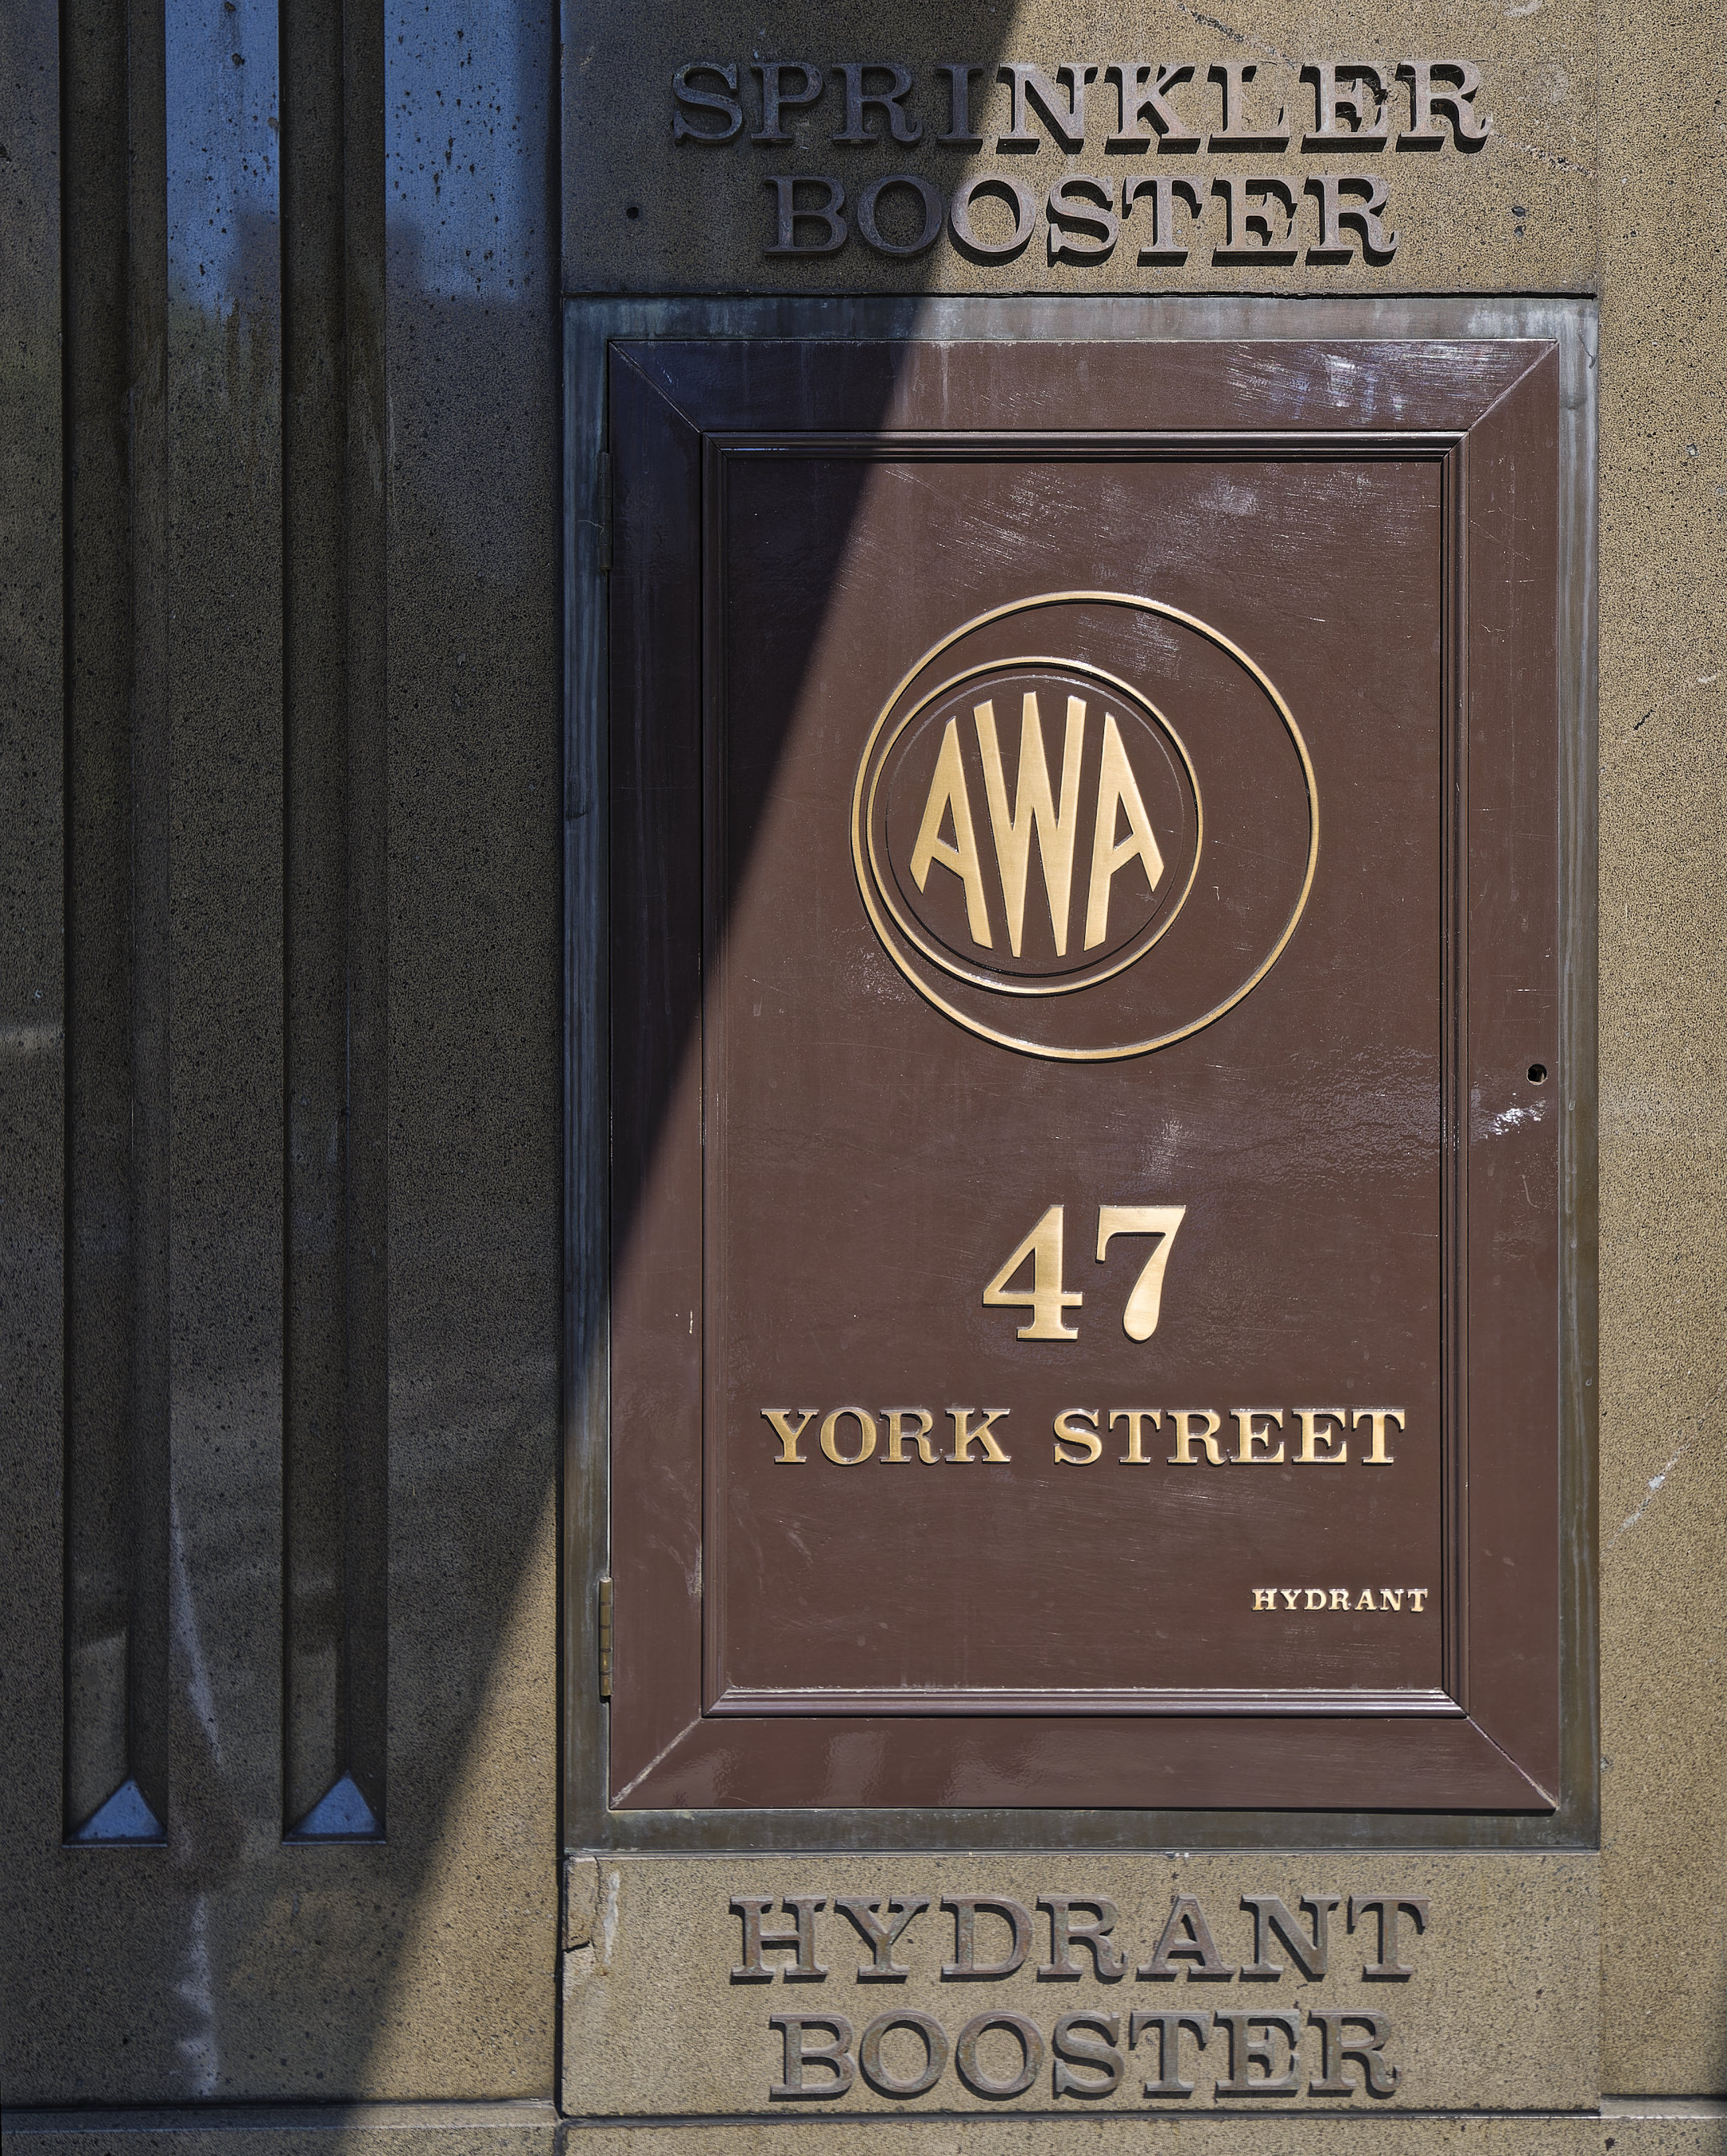 SPRINKLER
BOOSTER
AWA
47
YORK STREET
HYDRANT
HYDRANT
BOOSTER